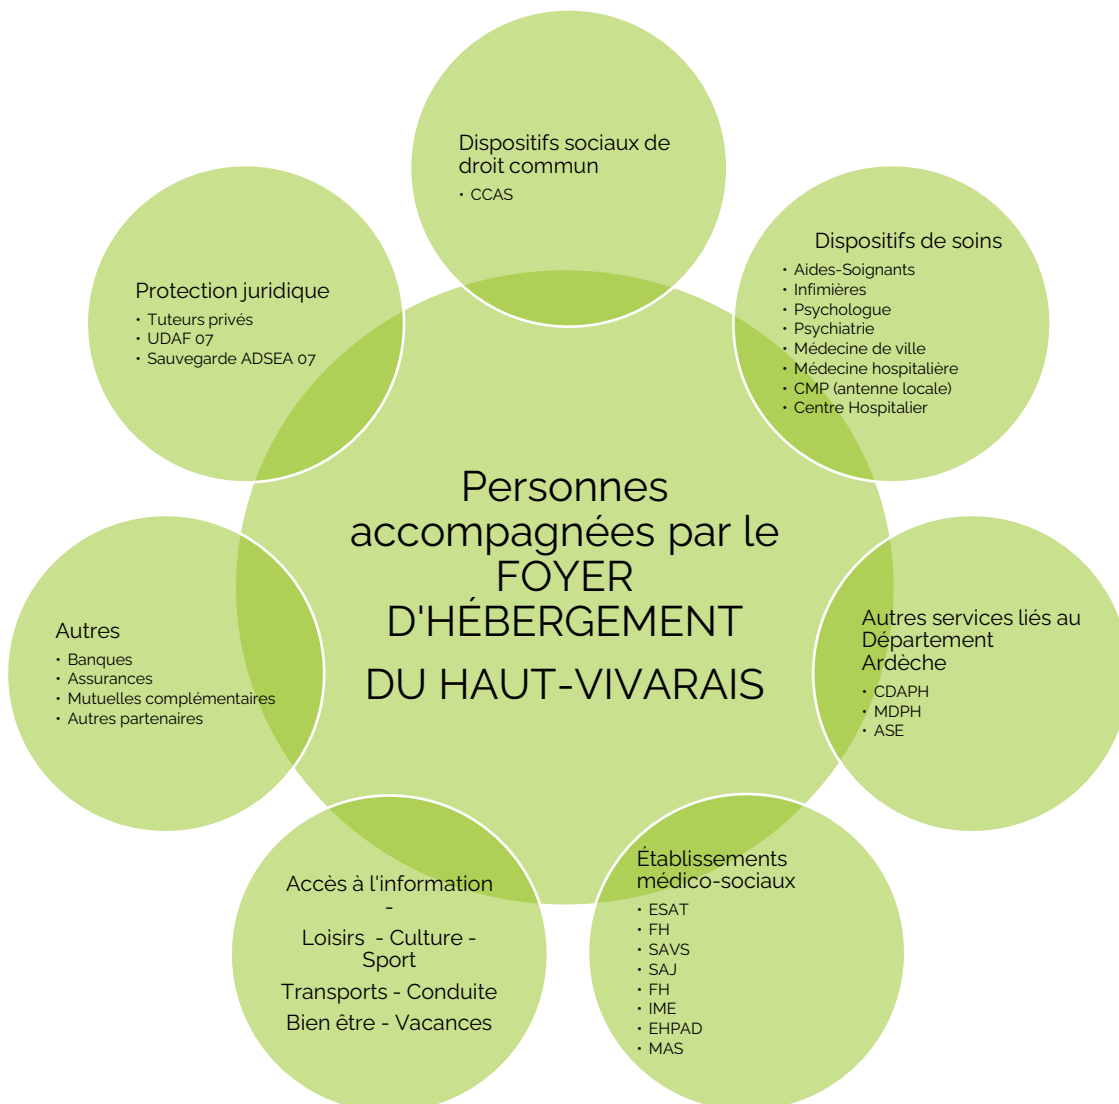 Dispositifs sociaux de
droit commun
• CCAS
Dispositifs de soins
• Aides-Soignants
• Infimières
• Psychologue
• Psychiatrie
• Médecine de ville
• Médecine hospitalière
• CMP (antenne locale)
• Centre Hospitalier
Protection juridique
• Tuteurs privés
• UDAF 07
• Sauvegarde ADSEA 07
Personnes
accompagnées par le
FOYER
D'HÉBERGEMENT
DU HAUT-VIVARAIS
Autres services liés au
Département
Ardèche
• CDAPH
• MDPH
• ASE
Autres
• Banques
• Assurances
• Mutuelles complémentaires
• Autres partenaires
Établissements
médico-sociaux
• ESAT
• FH
• SAVS
• SAJ
• FH
• IME
• EHPAD
• MAS
Accès à l'information
-
Loisirs - Culture -
Sport
Transports - Conduite
Bien être - Vacances